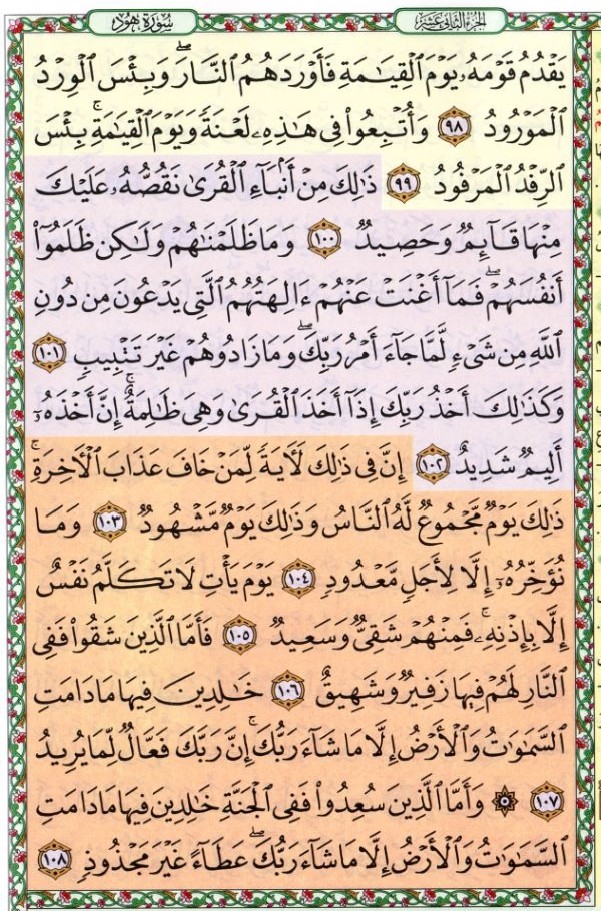 سُورَةُ هُود
الجزء الثاني عشر
يَقۡدُمُ قَوۡمَهُۥ يَوۡمَ ٱلۡقِيَٰمَةِ فَأَوۡرَدَهُمُ ٱلنَّارَۖ وَبِئۡسَ ٱلۡوِرۡدُ
ٱلۡمَوۡرُودُ ٩٨ وَأُتۡبِعُواْ فِي هَٰذِهِۦ لَعۡنَةٗ وَيَوۡمَ ٱلۡقِيَٰمَةِۚ بِئۡسَ
ٱلرِّفۡدُ ٱلۡمَرۡفُودُ ٩٩ ذَٰلِكَ مِنۡ أَنۢبَآءِ ٱلۡقُرَىٰ نَقُصُّهُۥ عَلَيۡكَۖ
مِنۡهَا قَآئِمٞ وَحَصِيدٞ ١٠٠ وَمَا ظَلَمۡنَٰهُمۡ وَلَٰكِن ظَلَمُوٓاْ
أَنفُسَهُمۡۖ فَمَآ أَغۡنَتۡ عَنۡهُمۡ ءَالِهَتُهُمُ ٱلَّتِي يَدۡعُونَ مِن دُونِ
ٱللَّهِ مِن شَيۡءٖ لَّمَّا جَآءَ أَمۡرُ رَبِّكَۖ وَمَا زَادُوهُمۡ غَيۡرَ تَتۡبِيبٖ ١٠١
وَكَذَٰلِكَ أَخۡذُ رَبِّكَ إِذَآ أَخَذَ ٱلۡقُرَىٰ وَهِيَ ظَٰلِمَةٌۚ إِنَّ أَخۡذَهُۥٓ
أَلِيمٞ شَدِيدٌ ١٠٢ إِنَّ فِي ذَٰلِكَ لَأٓيَةٗ لِّمَنۡ خَافَ عَذَابَ ٱلۡأٓخِرَةِۚ
ذَٰلِكَ يَوۡمٞ مَّجۡمُوعٞ لَّهُ ٱلنَّاسُ وَذَٰلِكَ يَوۡمٞ مَّشۡهُودٞ ١٠٣ وَمَا
نُؤَخِّرُهُۥٓ إِلَّا لِأَجَلٖ مَّعۡدُودٖ ١٠٤ يَوۡمَ يَأۡتِ لَا تَكَلَّمُ نَفۡسٌ
إِلَّا بِإِذۡنِهِۦۚ فَمِنۡهُمۡ شَقِيّٞ وَسَعِيدٞ ١٠٥ فَأَمَّا ٱلَّذِينَ شَقُواْ فَفِي
ٱلنَّارِ لَهُمۡ فِيهَا زَفِيرٞ وَشَهِيقٌ ١٠٦ خَٰلِدِينَ فِيهَا مَا دَامَتِ
ٱلسَّمَٰوَٰتُ وَٱلۡأَرۡضُ إِلَّا مَا شَآءَ رَبُّكَۚ إِنَّ رَبَّكَ فَعَّالٞ لِّمَا يُرِيدُ
١٠٧ ۞ وَأَمَّا ٱلَّذِينَ سُعِدُواْ فَفِي ٱلۡجَنَّةِ خَٰلِدِينَ فِيهَا مَا دَامَتِ
ٱلسَّمَٰوَٰتُ وَٱلۡأَرۡضُ إِلَّا مَا شَآءَ رَبُّكَۖ عَطَآءً غَيۡرَ مَجۡذُوذٖ ١٠٨